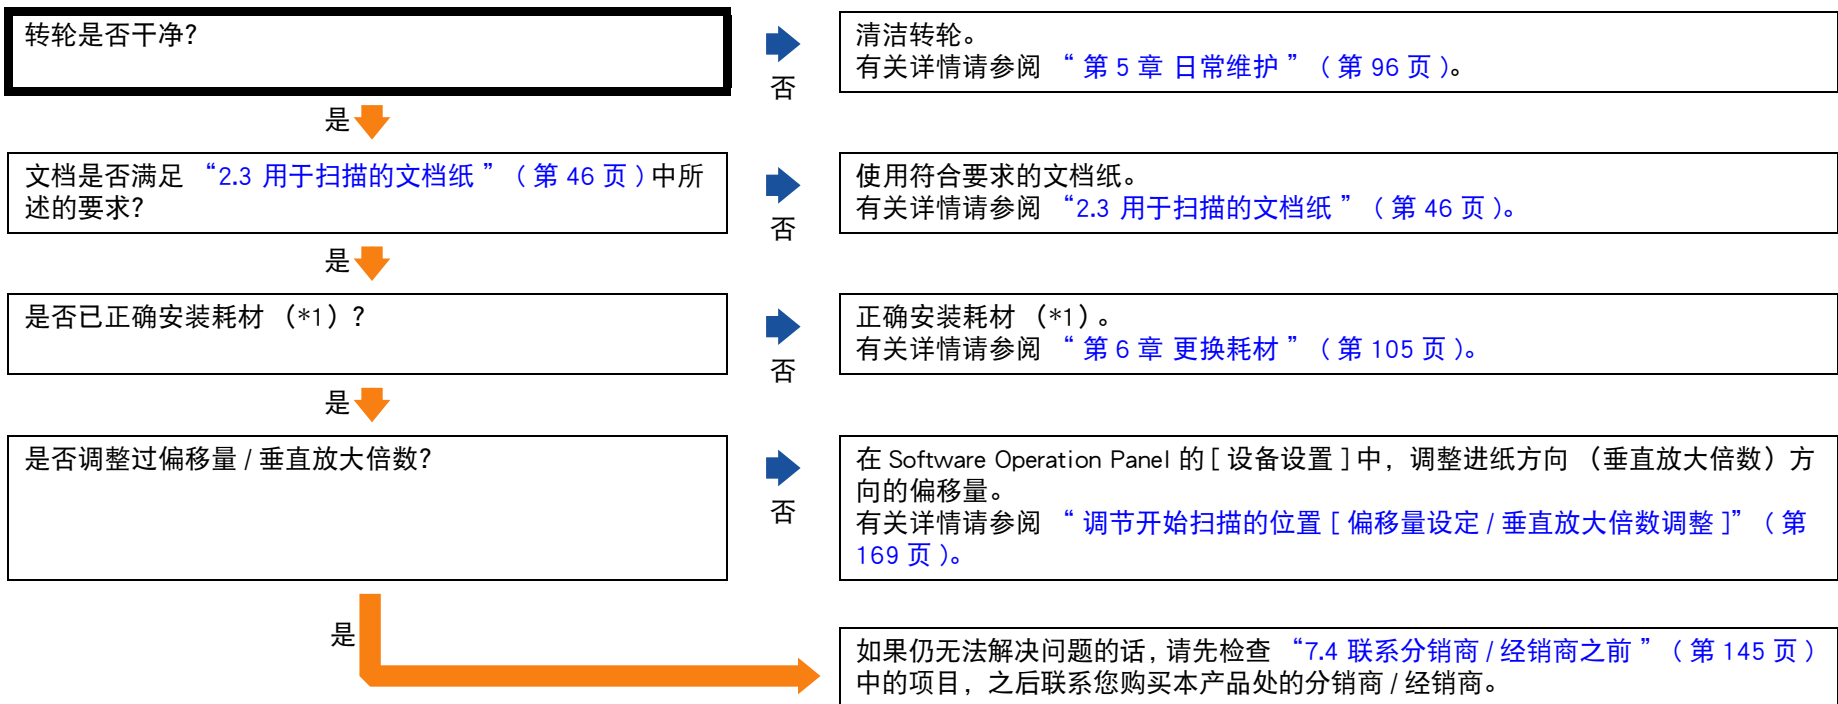 转轮是否干净?
清洁转轮。
有关详情请参阅 “ 第 5 章 日常维护 ” ( 第 96 页 )。
否
是
文档是否满足 “2.3 用于扫描的文档纸 ” ( 第 46 页 ) 中所
述的要求?
使用符合要求的文档纸。
有关详情请参阅 “2.3 用于扫描的文档纸 ” ( 第 46 页 )。
否
是
是否已正确安装耗材 （*1）?
正确安装耗材 （*1）。
有关详情请参阅 “ 第 6 章 更换耗材 ” ( 第 105 页 )。
否
是
是否调整过偏移量 / 垂直放大倍数?
在 Software Operation Panel 的 [ 设备设置 ] 中，调整进纸方向 （垂直放大倍数）方
向的偏移量。
有关详情请参阅 “ 调节开始扫描的位置 [ 偏移量设定 / 垂直放大倍数调整 ]” ( 第
169 页 )。
否
是
如果仍无法解决问题的话，请先检查 “7.4 联系分销商 / 经销商之前 ” ( 第 145 页 )
中的项目，之后联系您购买本产品处的分销商 / 经销商。